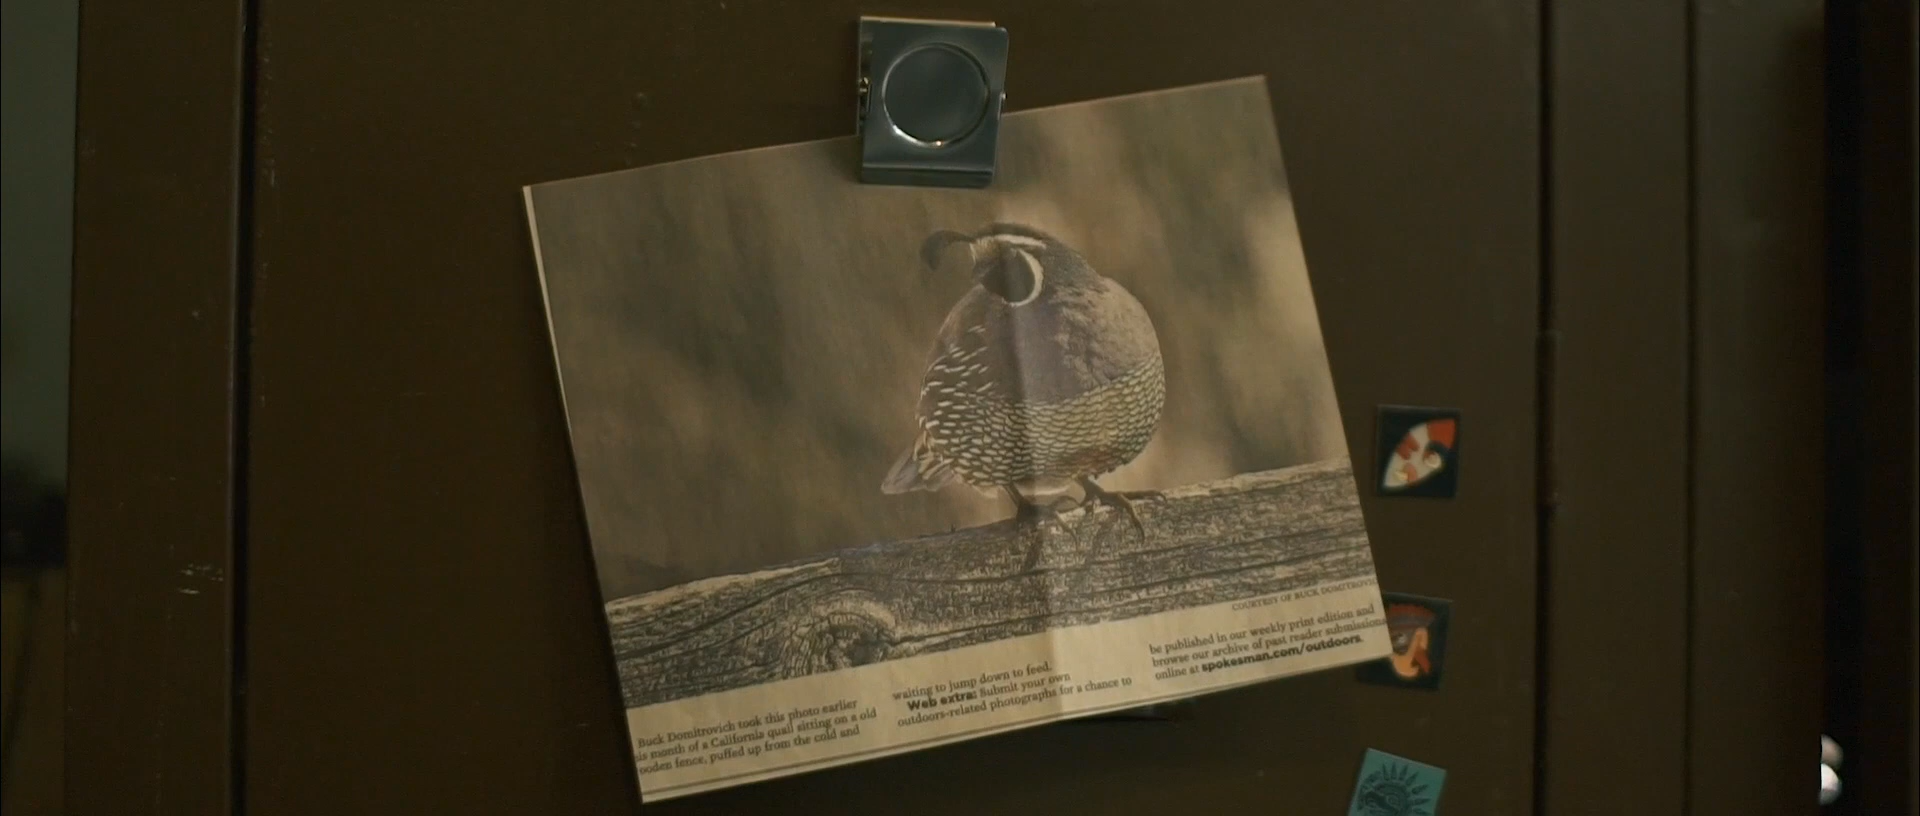 COURTESY OF BUCK DOMITROVICH
Buck Domitrovich took this photo earlier
is month of a California quail sitting on a old
ooden fence, puffed up from the cold and
waiting to jump down to feed.
Web extra: Submit your own
outdoors-related photographs for a chance to
be published in our weekly print edition and
browse our archive of past reader submissions
online at spokesman.com/outdoors.